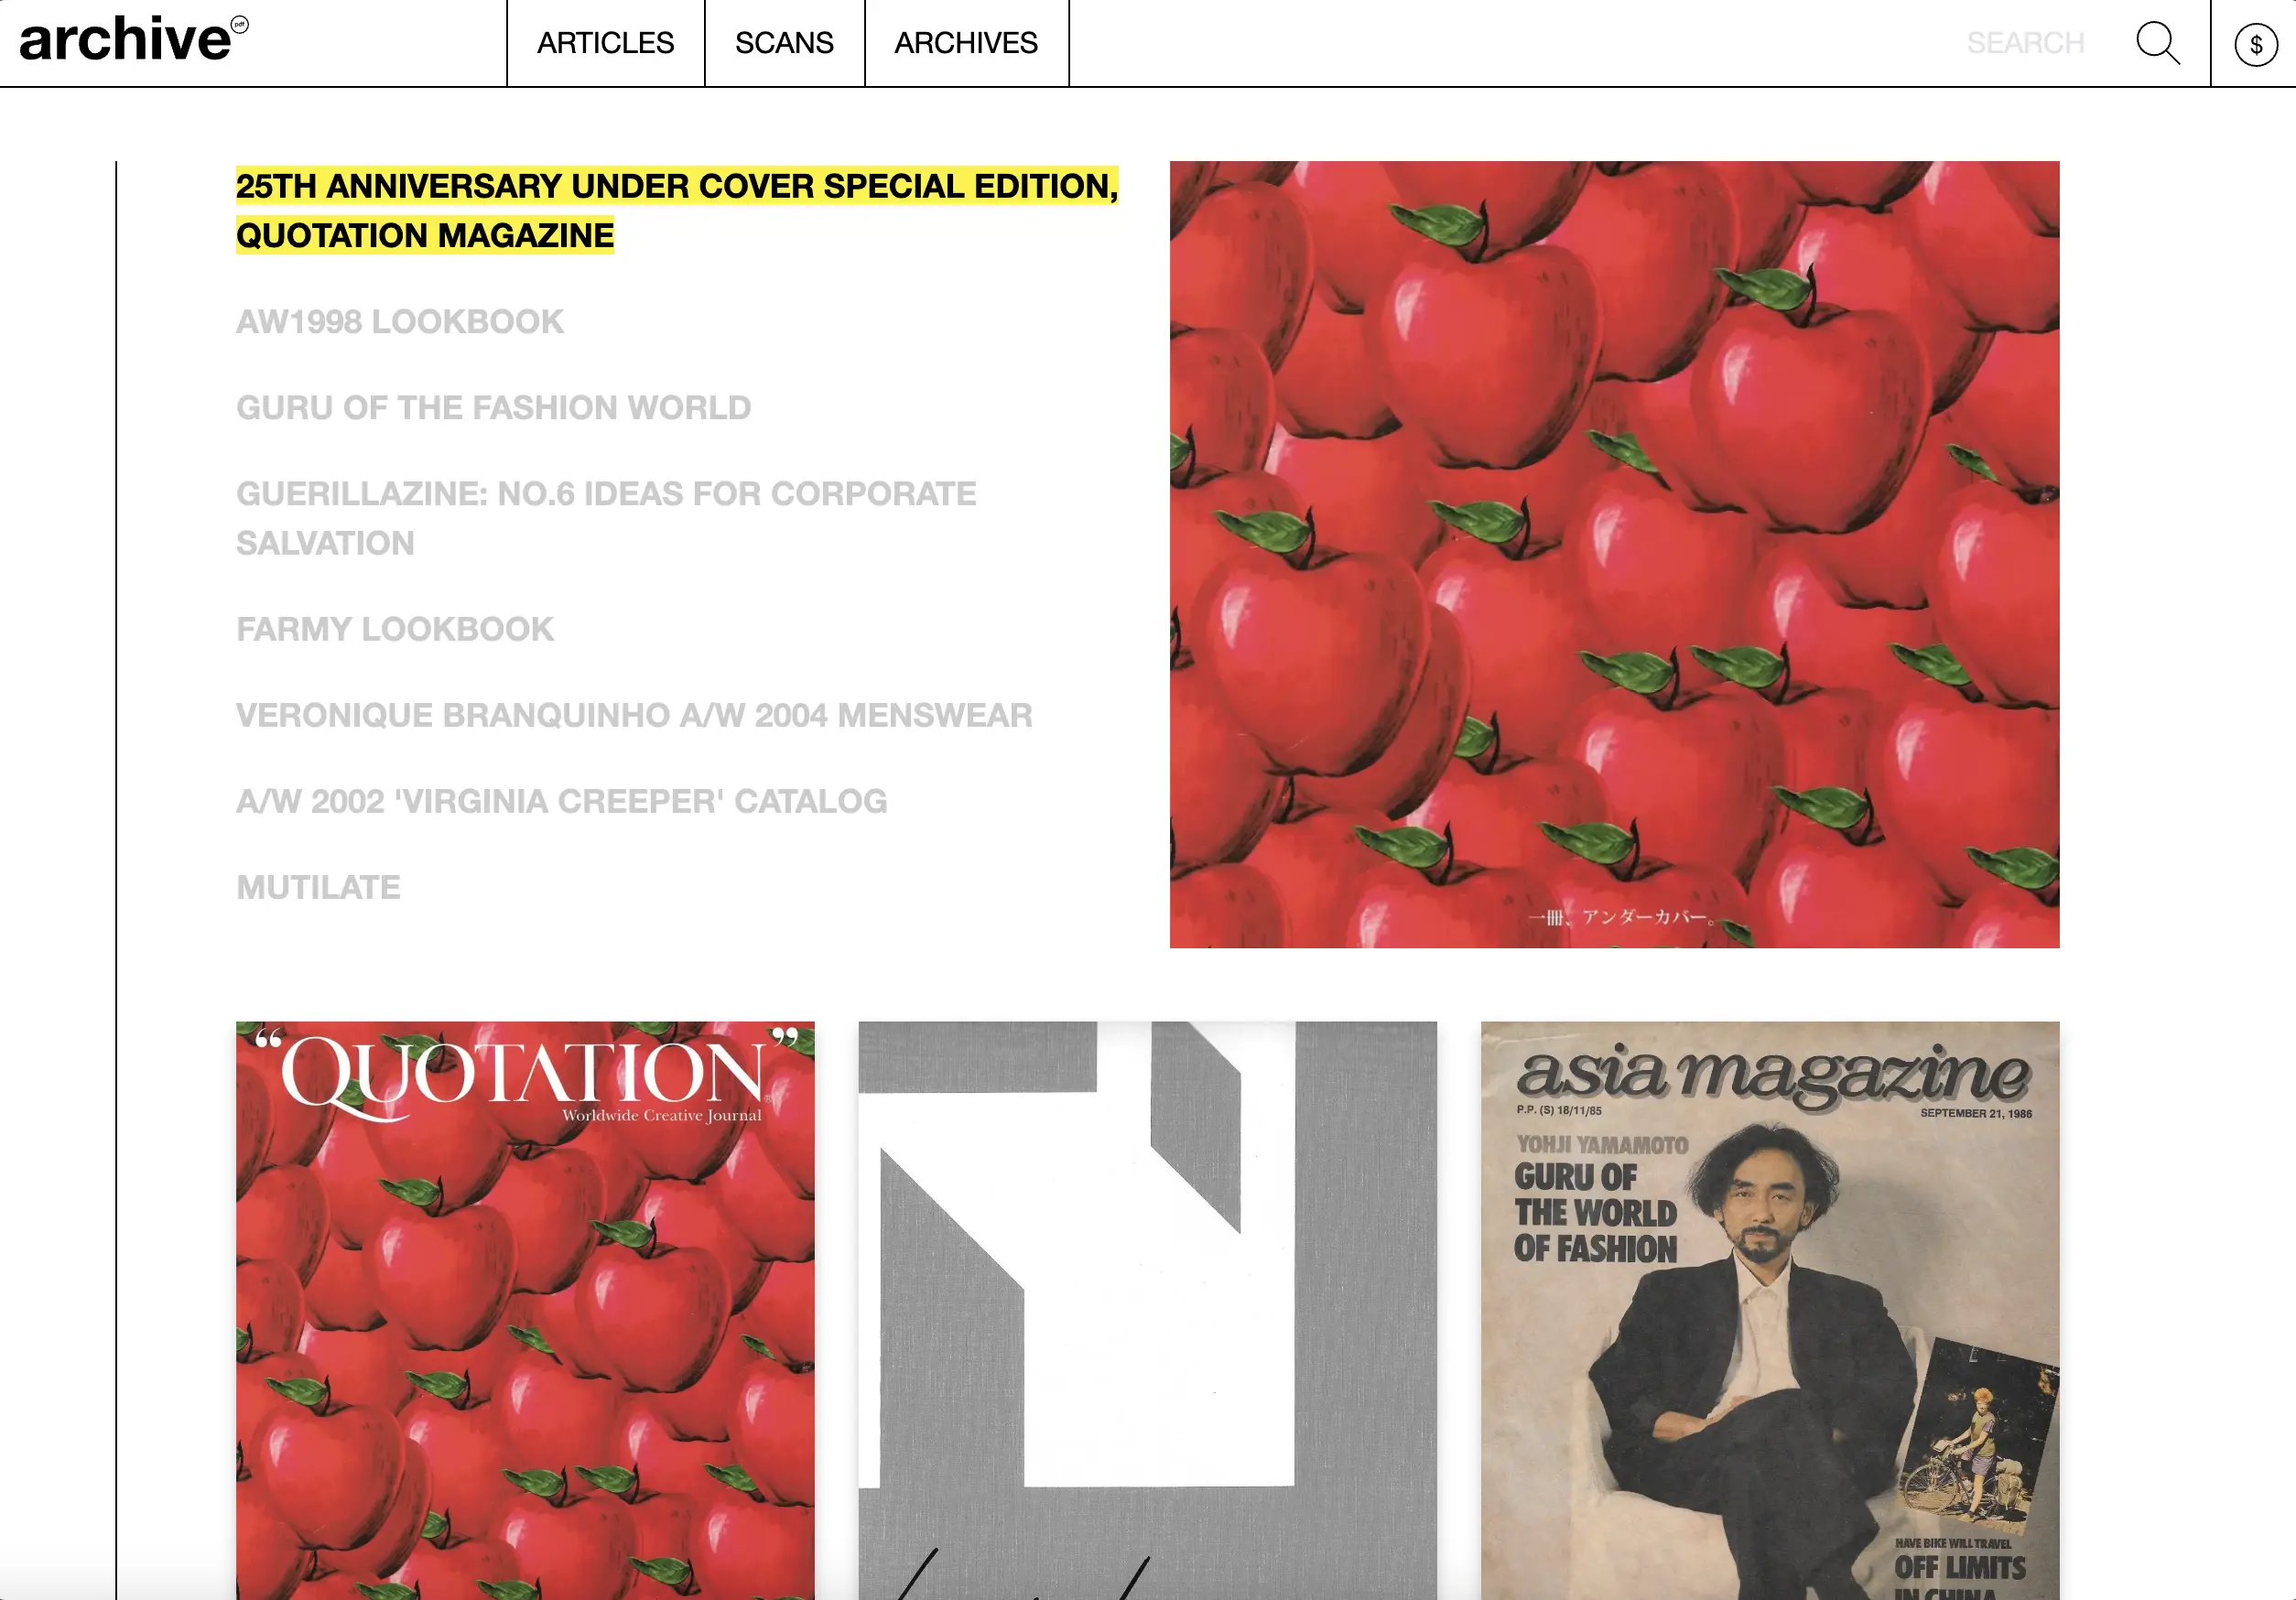 archive pdf
ARTICLES
SCANS
ARCHIVES
SEARCH
$
25TH ANNIVERSARY UNDER COVER SPECIAL EDITION,
QUOTATION MAGAZINE
AW1998 LOOKBOOK
GURU OF THE FASHION WORLD
GUERILLAZINE: NO.6 IDEAS FOR CORPORATE
SALVATION
FARMY LOOKBOOK
VERONIQUE BRANQUINHO A/W 2004 MENSWEAR
A/W 2002 'VIRGINIA CREEPER' CATALOG
MUTILATE
一冊、アンダーカバー。
“QUOTATION”
®
Worldwide Creative Journal
asia magazine
P.P. (S) 18/11/85
SEPTEMBER 21, 1986
YOHJI YAMAMOTO
GURU OF
THE WORLD
OF FASHION
HAVE BIKE WILL TRAVEL
OFF LIMITS
IN CHINA